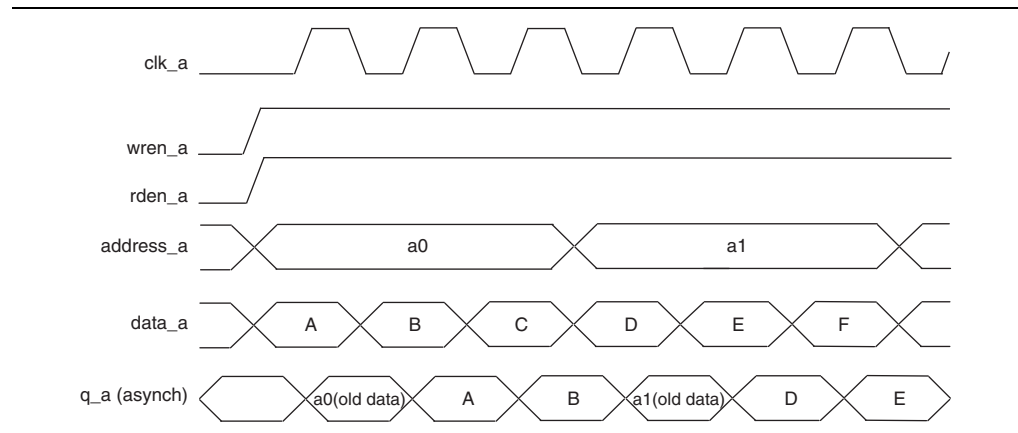 clk_a
wren_a
rden_a
address_a a0 a1
data_a A B C D E F
q_a (asynch) a0(old data) A B a1(old data) D E